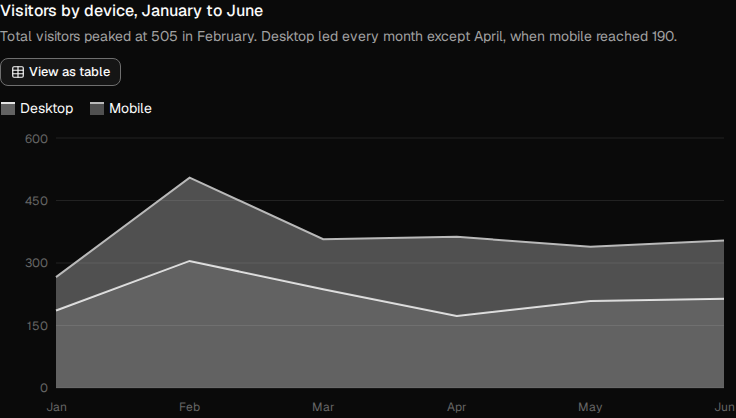 Visitors by device, January to June
Total visitors peaked at 505 in February. Desktop led every month except April, when mobile reached 190.
View as table
Desktop Mobile
600
450
300
150
0
Jan Feb Mar Apr May Jun